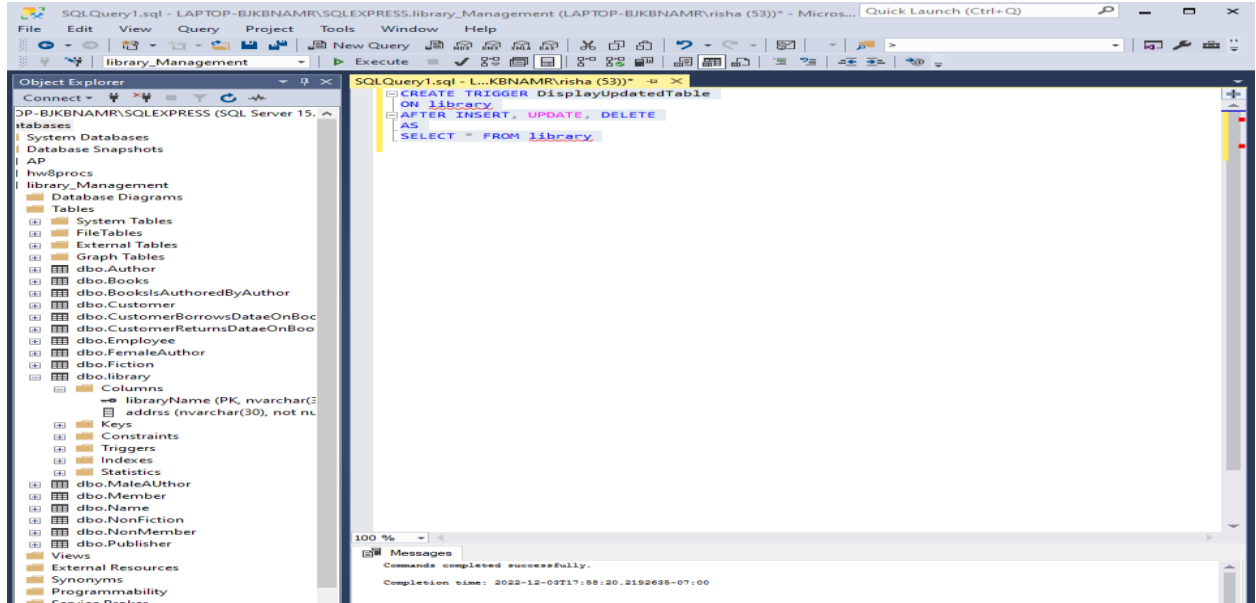 SQLQuery1.sql - LAPTOP-BJKBNAMR\SQLEXPRESS.library_Management (LAPTOP-BJKBNAMR\risha (53))* - Micros...
Quick Launch (Ctrl+Q)
File Edit View Query Project Tools Window Help
New Query
library_Management
Execute
Object Explorer
SQLQuery1.sql - L...KBNAMR\risha (53))*
Connect
OP-BJKBNAMR\SQLEXPRESS (SQL Server 15.
atabases
System Databases
Database Snapshots
AP
hw8procs
library_Management
Database Diagrams
Tables
System Tables
FileTables
External Tables
Graph Tables
dbo.Author
dbo.Books
dbo.BooksIsAuthoredByAuthor
dbo.Customer
dbo.CustomerBorrowsDataeOnBoc
dbo.CustomerReturnsDataeOnBoo
dbo.Employee
dbo.FemaleAuthor
dbo.Fiction
dbo.library
Columns
libraryName (PK, nvarchar(3
addrss (nvarchar(30), not nu
Keys
Constraints
Triggers
Indexes
Statistics
dbo.MaleAUthor
dbo.Member
dbo.Name
dbo.NonFiction
dbo.NonMember
dbo.Publisher
Views
External Resources
Synonyms
Programmability
Service Broker
CREATE TRIGGER DisplayUpdatedTable
ON library
AFTER INSERT, UPDATE, DELETE
AS
SELECT * FROM library
100 %
Messages
Commands completed successfully.
Completion time: 2022-12-03T17:58:20.2192635-07:00